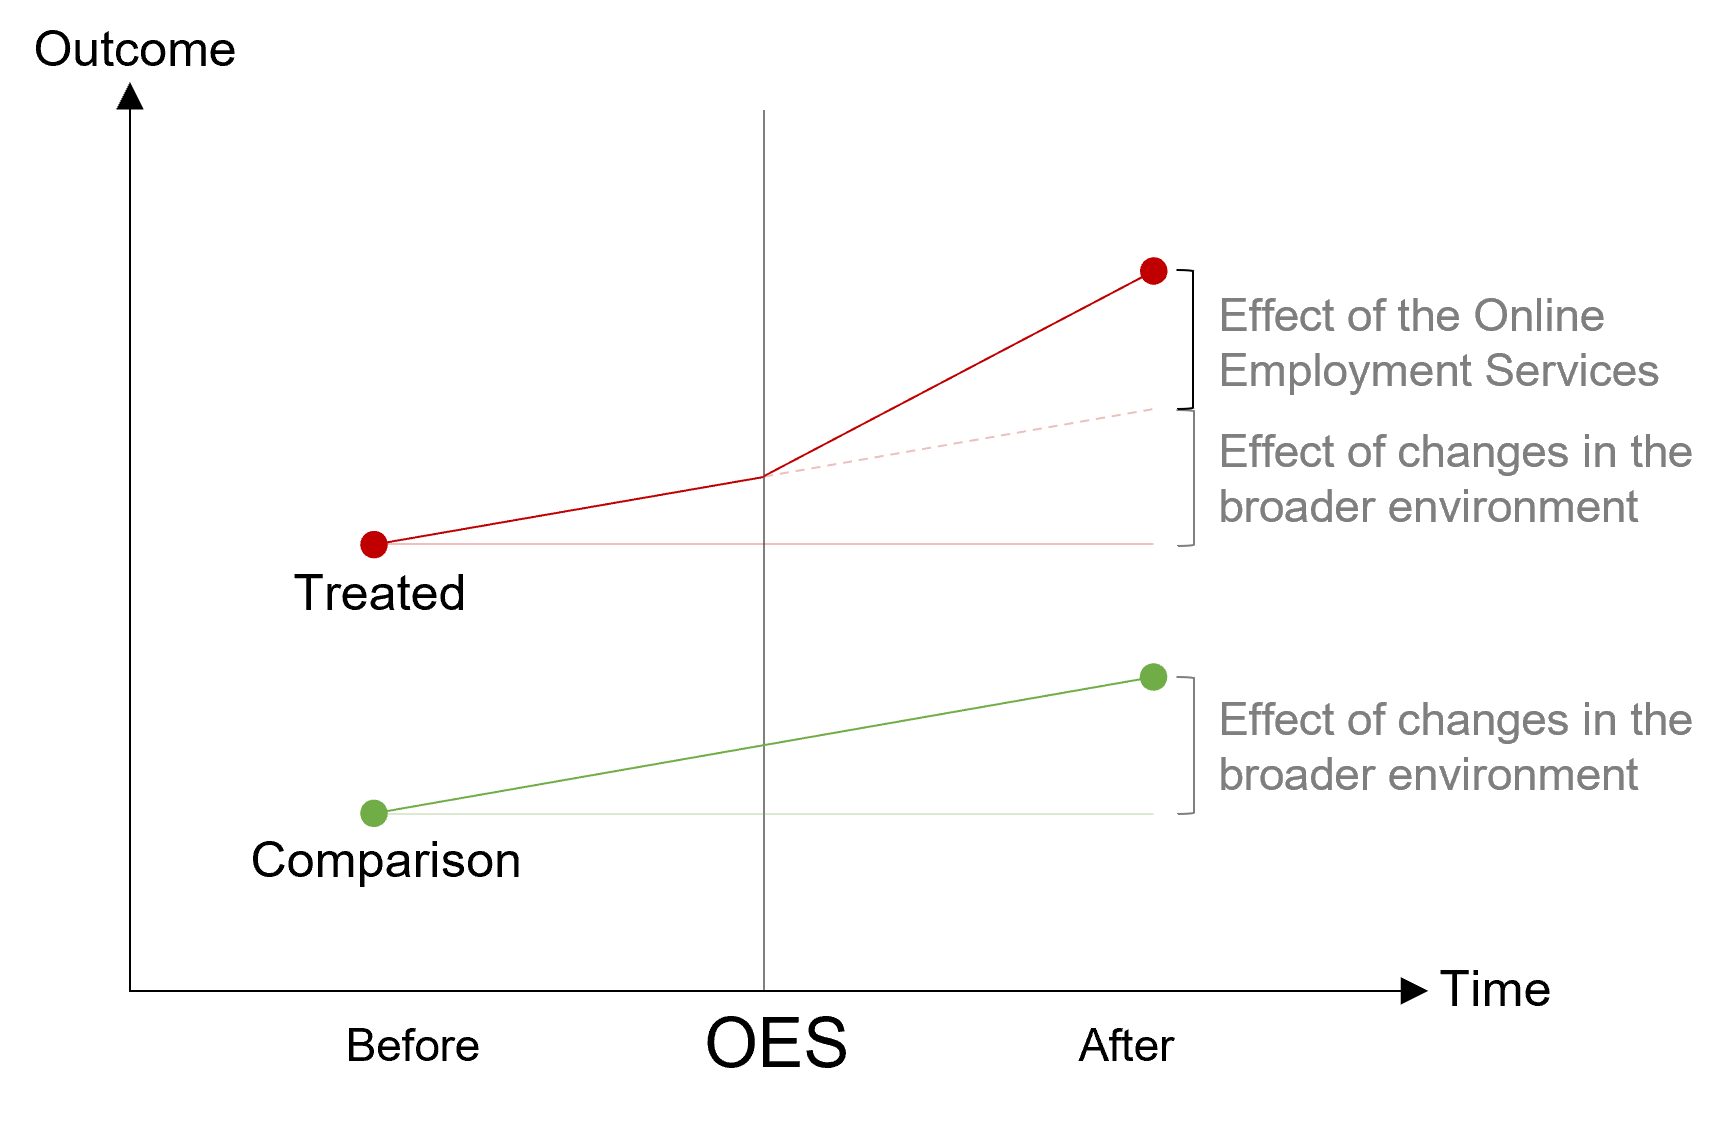 Outcome
Effect of the Online
Employment Services
Effect of changes in the
broader environment
Treated
Effect of changes in the
broader environment
Comparison
Time
Before
OES
After